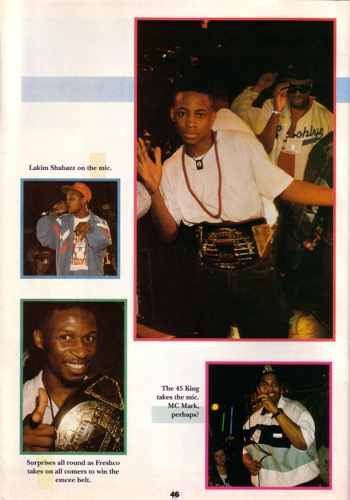 Lakim Shabazz on the mic.
Brooklyn
The 45 King
takes the mic.
MC Mark,
perhaps?
Surprises all round as Freshco
takes on all comers to win the
emcee belt.
46